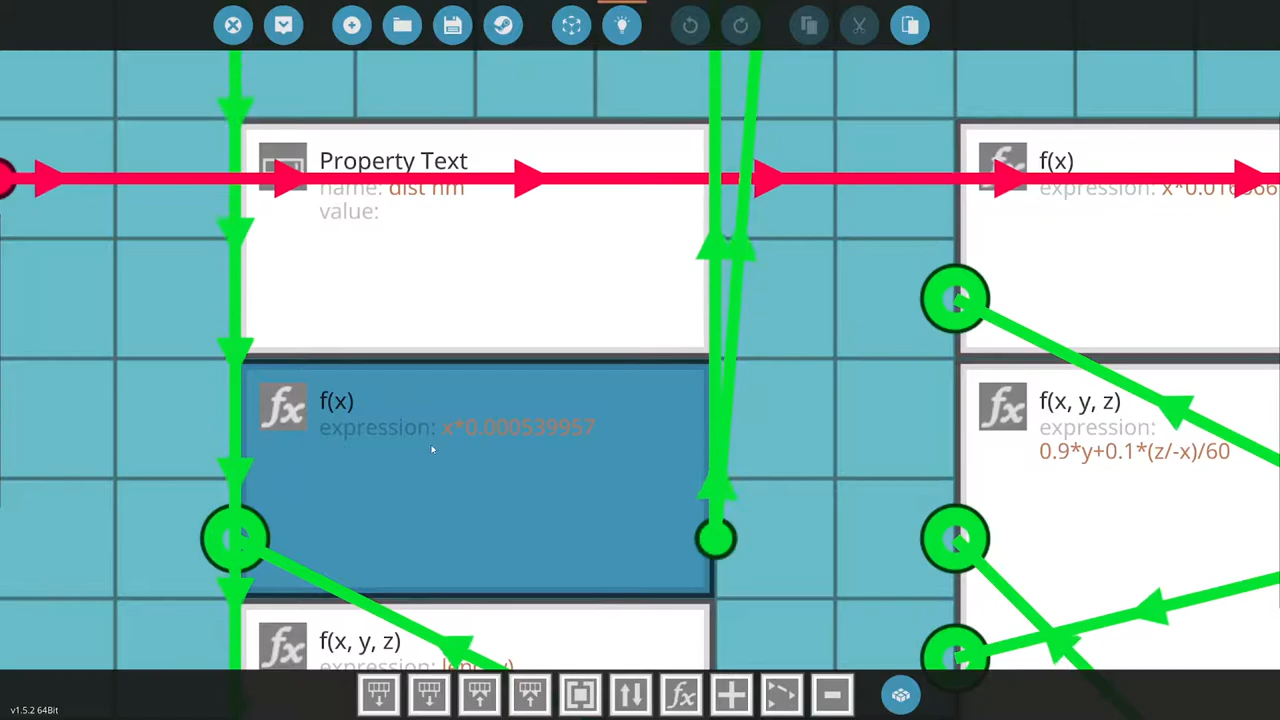 Property Text
name: dist nm
value:
f(x)
expression: x*0.000539957
f(x, y, z)
f(x)
f(x, y, z)
expression:
0.9*y+0.1*(z/-x)/60
v1.5.2 64Bit